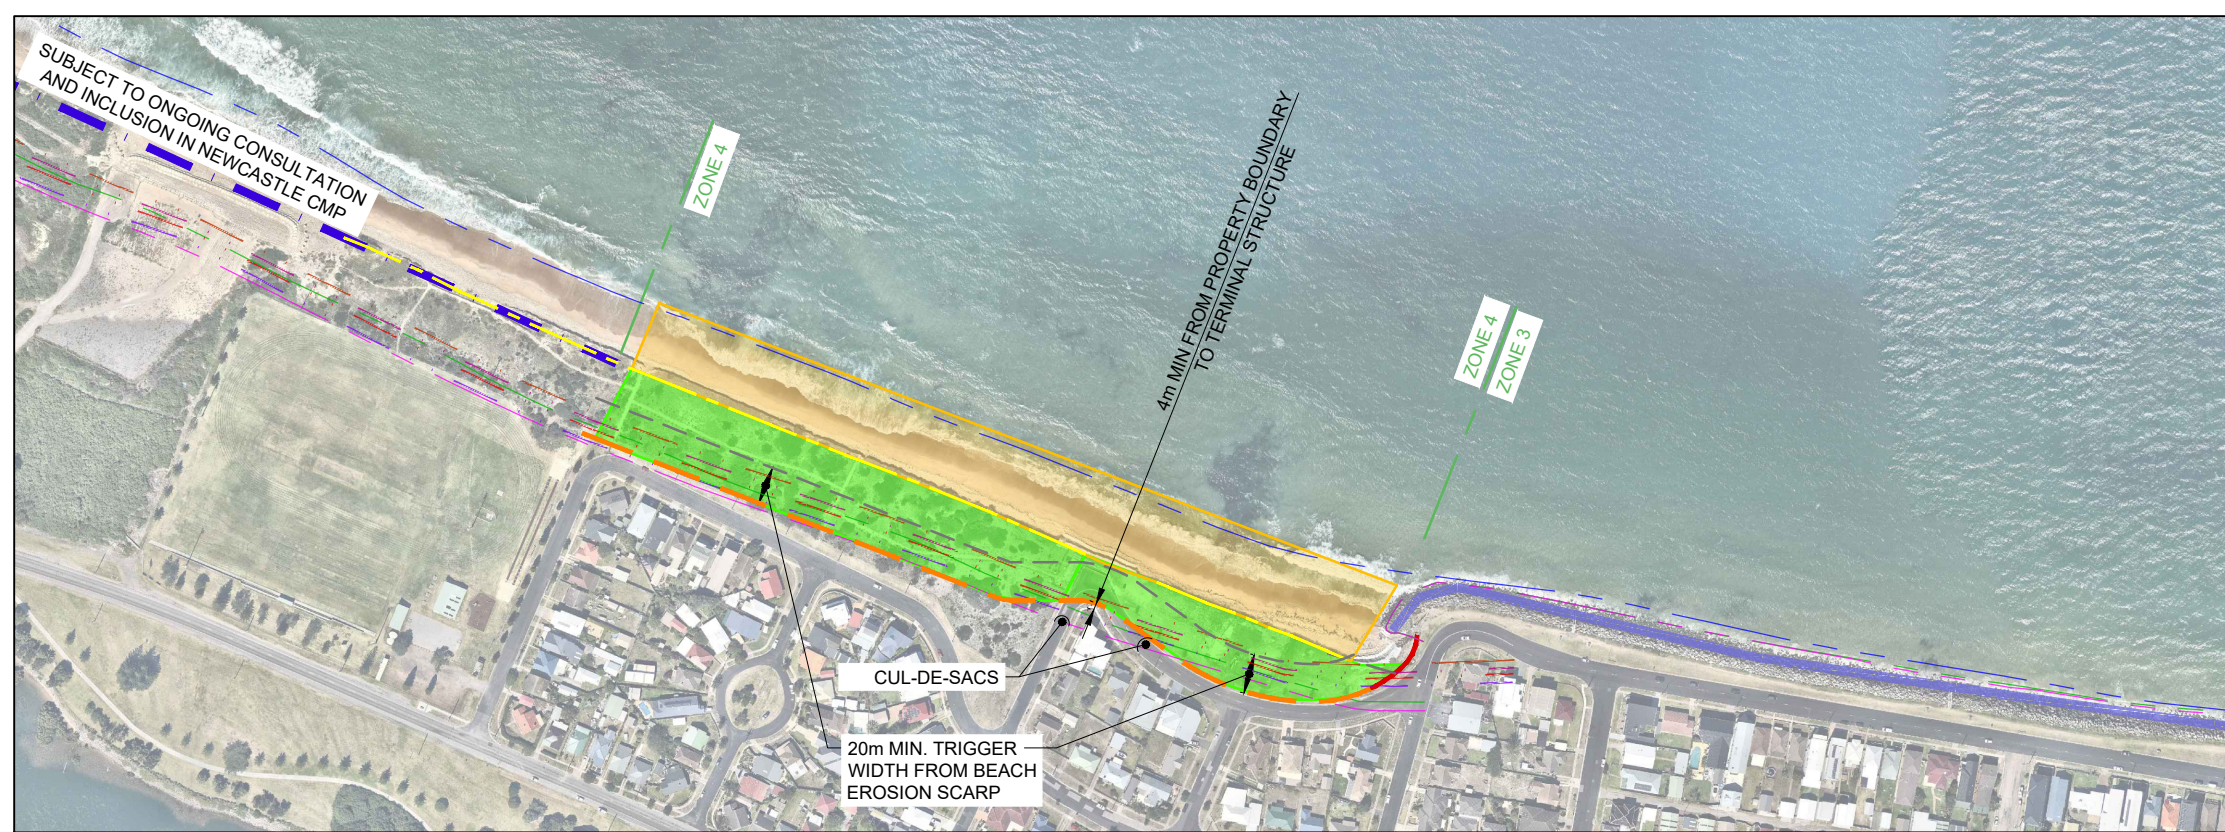 SUBJECT TO ONGOING CONSULTATION
AND INCLUSION IN NEWCASTLE CMP
ZONE 4
4m MIN FROM PROPERTY BOUNDARY
TO TERMINAL STRUCTURE
ZONE 4
ZONE 3
CUL-DE-SACS
20m MIN. TRIGGER
WIDTH FROM BEACH
EROSION SCARP